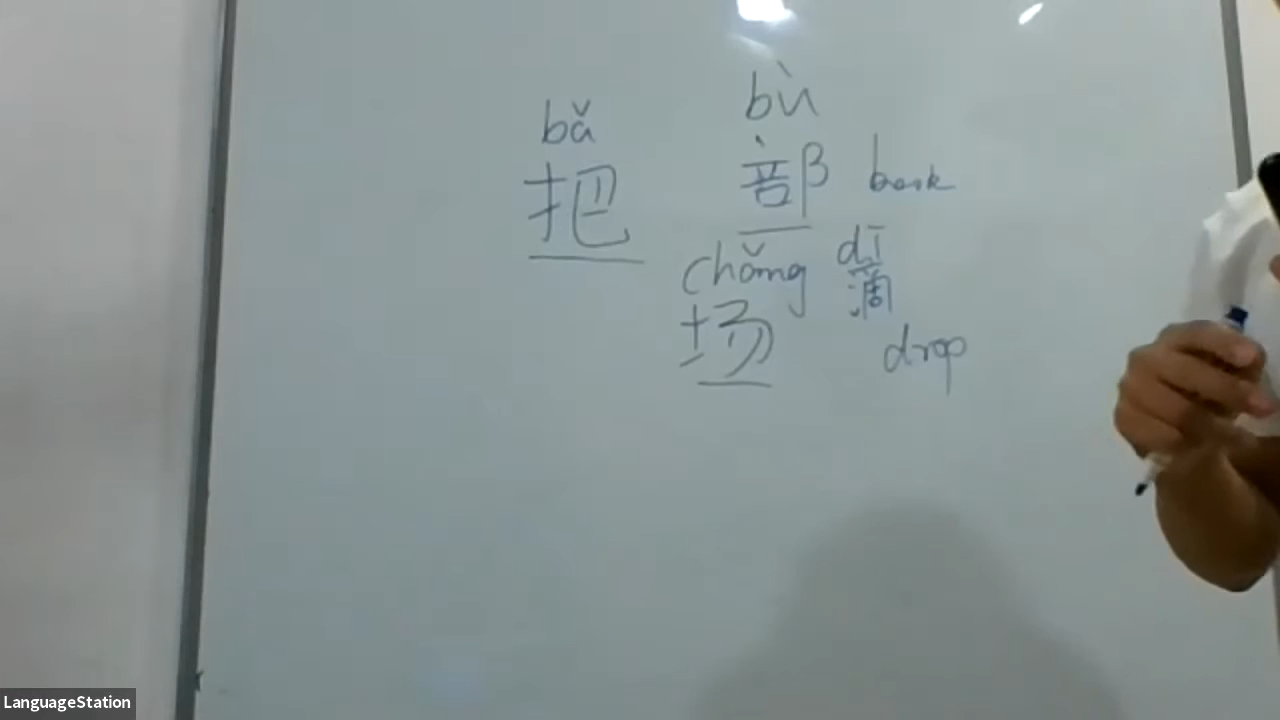 bǎ
把
bù
部 book
chǎng
场
dī
滴
drop
LanguageStation